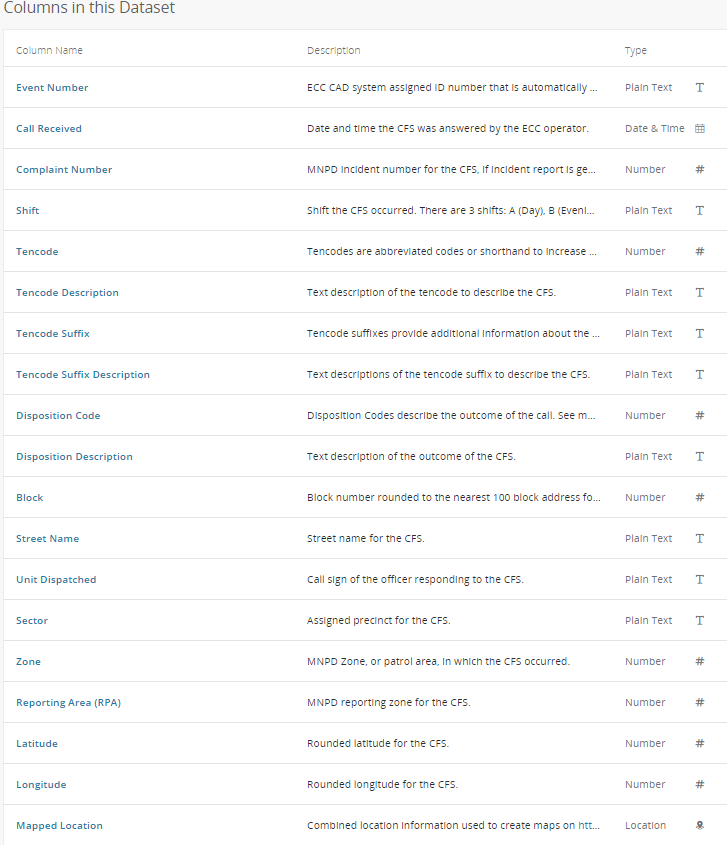 Columns in this Dataset
Column Name Description Type
Event Number ECC CAD system assigned ID number that is automatically ... Plain Text T
Call Received Date and time the CFS was answered by the ECC operator. Date & Time
Complaint Number MNPD incident number for the CFS, if incident report is ge... Number #
Shift Shift the CFS occurred. There are 3 shifts: A (Day), B (Eveni... Plain Text T
Tencode Tencodes are abbreviated codes or shorthand to increase ... Number #
Tencode Description Text description of the tencode to describe the CFS. Plain Text T
Tencode Suffix Tencode suffixes provide additional information about the ... Plain Text T
Tencode Suffix Description Text descriptions of the tencode suffix to describe the CFS. Plain Text T
Disposition Code Disposition Codes describe the outcome of the call. See m... Number #
Disposition Description Text description of the outcome of the CFS. Plain Text T
Block Block number rounded to the nearest 100 block address fo... Number #
Street Name Street name for the CFS. Plain Text T
Unit Dispatched Call sign of the officer responding to the CFS. Plain Text T
Sector Assigned precinct for the CFS. Plain Text T
Zone MNPD Zone, or patrol area, in which the CFS occurred. Number #
Reporting Area (RPA) MNPD reporting zone for the CFS. Number #
Latitude Rounded latitude for the CFS. Number #
Longitude Rounded longitude for the CFS. Number #
Mapped Location Combined location information used to create maps on htt... Location